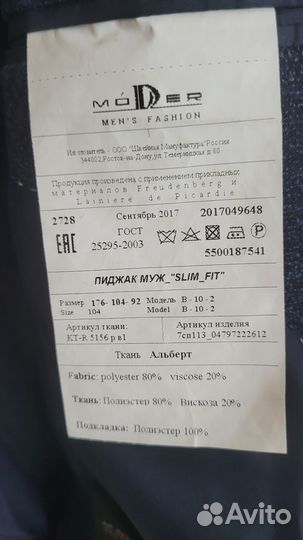 MóDER
MEN'S FASHION
Изготовитель - ООО "Швейная Мануфактура"Россия
344002,Ростов-на-Дону,ул Темерницкая д 80
Продукция произведена с применением прикладных
материалов Freudenberg и
Lainiere de Picardie
2728 Сентябрь 2017 2017049648
EAC ГОСТ
25295-2003 5500187541
ПИДЖАК МУЖ_"SLIM_FIT"
Размер 176- 104- 92 Модель В - 10 - 2
Size 104 Model B - 10 - 2
Артикул ткани: Артикул изделия
KT-R 5156 р в1 7сп113_04797222612
Ткань Альберт
Fabric: polyester 80% viscose 20%
Ткань: Полиэстер 80% Вискоза 20%
Подкладка: Полиэстер 100%
Avito